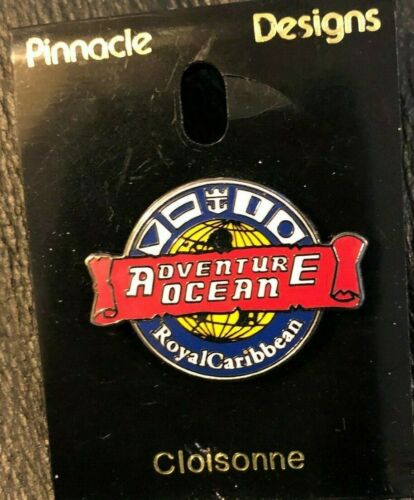 Pinnacle Designs
ADVENTURE
OCEAN
RoyalCaribbean
Cloisonne